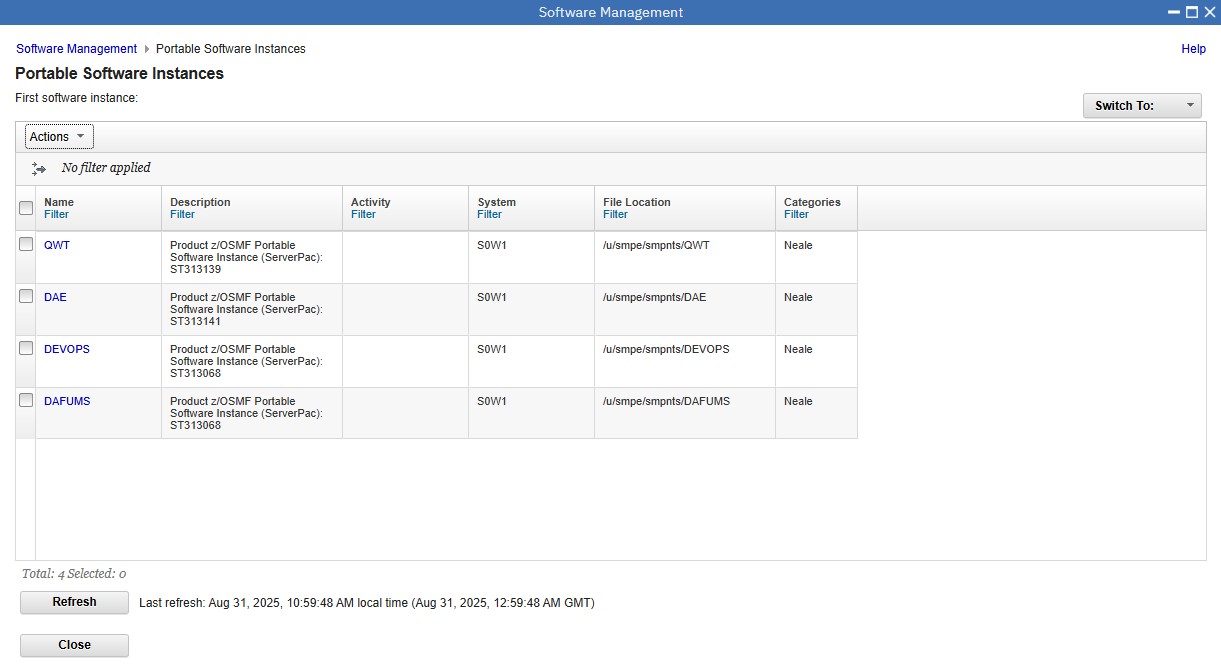 Software Management
Software Management Portable Software Instances
Help
Portable Software Instances
First software instance:
Switch To:
Actions
No filter applied
Name Description Activity System File Location Categories
Filter Filter Filter Filter Filter Filter
QWT Product z/OSMF Portable S0W1 /u/smpe/smpnts/QWT Neale
Software Instance (ServerPac):
ST313139
DAE Product z/OSMF Portable S0W1 /u/smpe/smpnts/DAE Neale
Software Instance (ServerPac):
ST313141
DEVOPS Product z/OSMF Portable S0W1 /u/smpe/smpnts/DEVOPS Neale
Software Instance (ServerPac):
ST313068
DAFUMS Product z/OSMF Portable S0W1 /u/smpe/smpnts/DAFUMS Neale
Software Instance (ServerPac):
ST313068
Total: 4 Selected: 0
Refresh Last refresh: Aug 31, 2025, 10:59:48 AM local time (Aug 31, 2025, 12:59:48 AM GMT)
Close